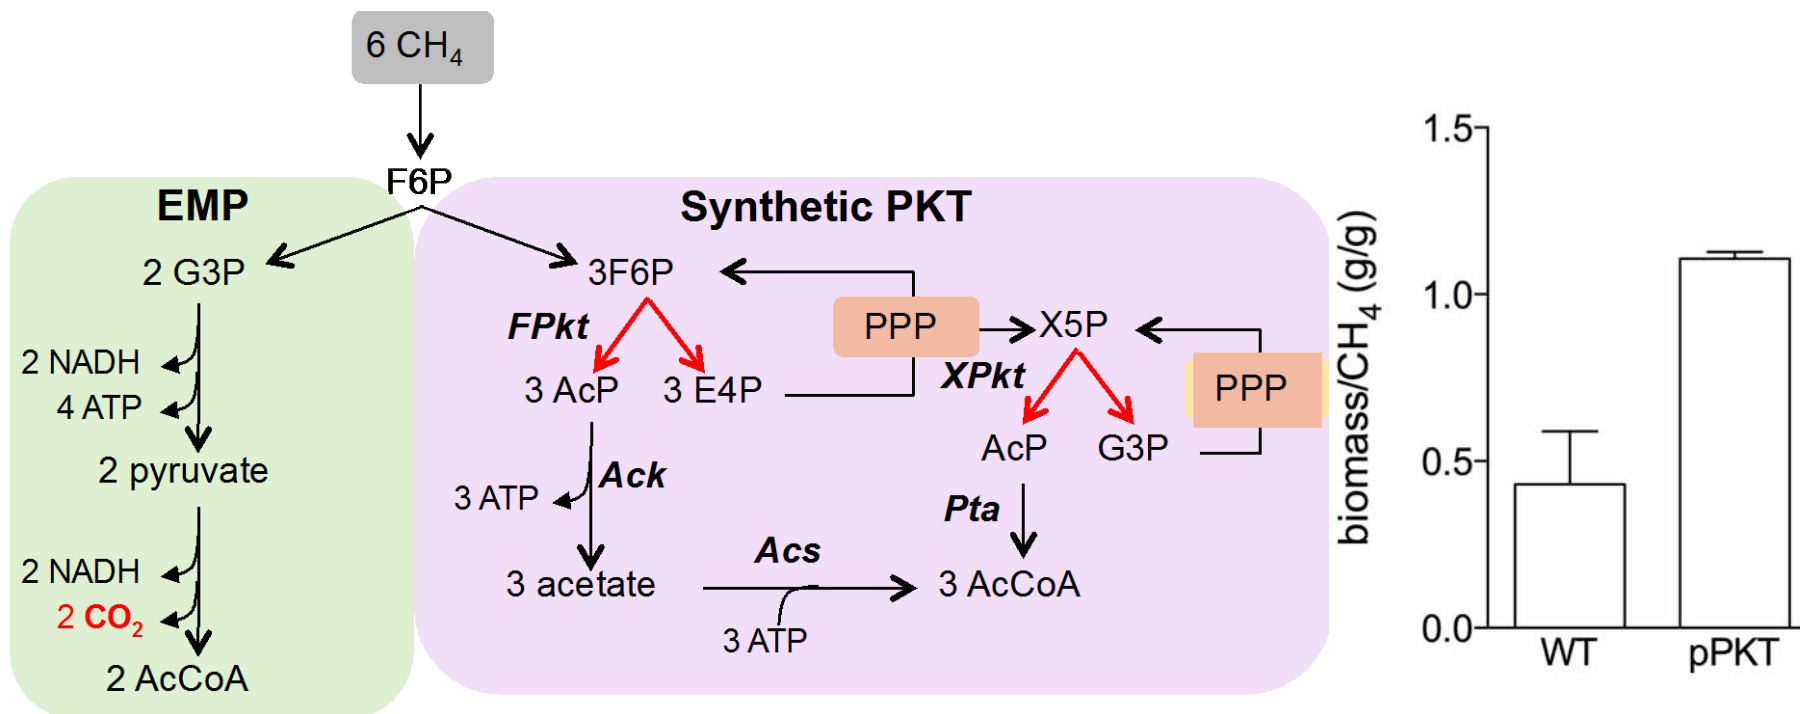 6 CH4
F6P
EMP
2 G3P
2 NADH
4 ATP
2 pyruvate
2 NADH
2 CO2
2 AcCoA
Synthetic PKT
3F6P
FPkt
3 AcP
3 E4P
PPP
X5P
XPkt
PPP
AcP
G3P
Ack
3 ATP
Pta
Acs
3 acetate
3 AcCoA
3 ATP
biomass/CH4 (g/g)
1.5
1.0
0.5
0.0
WT
pPKT